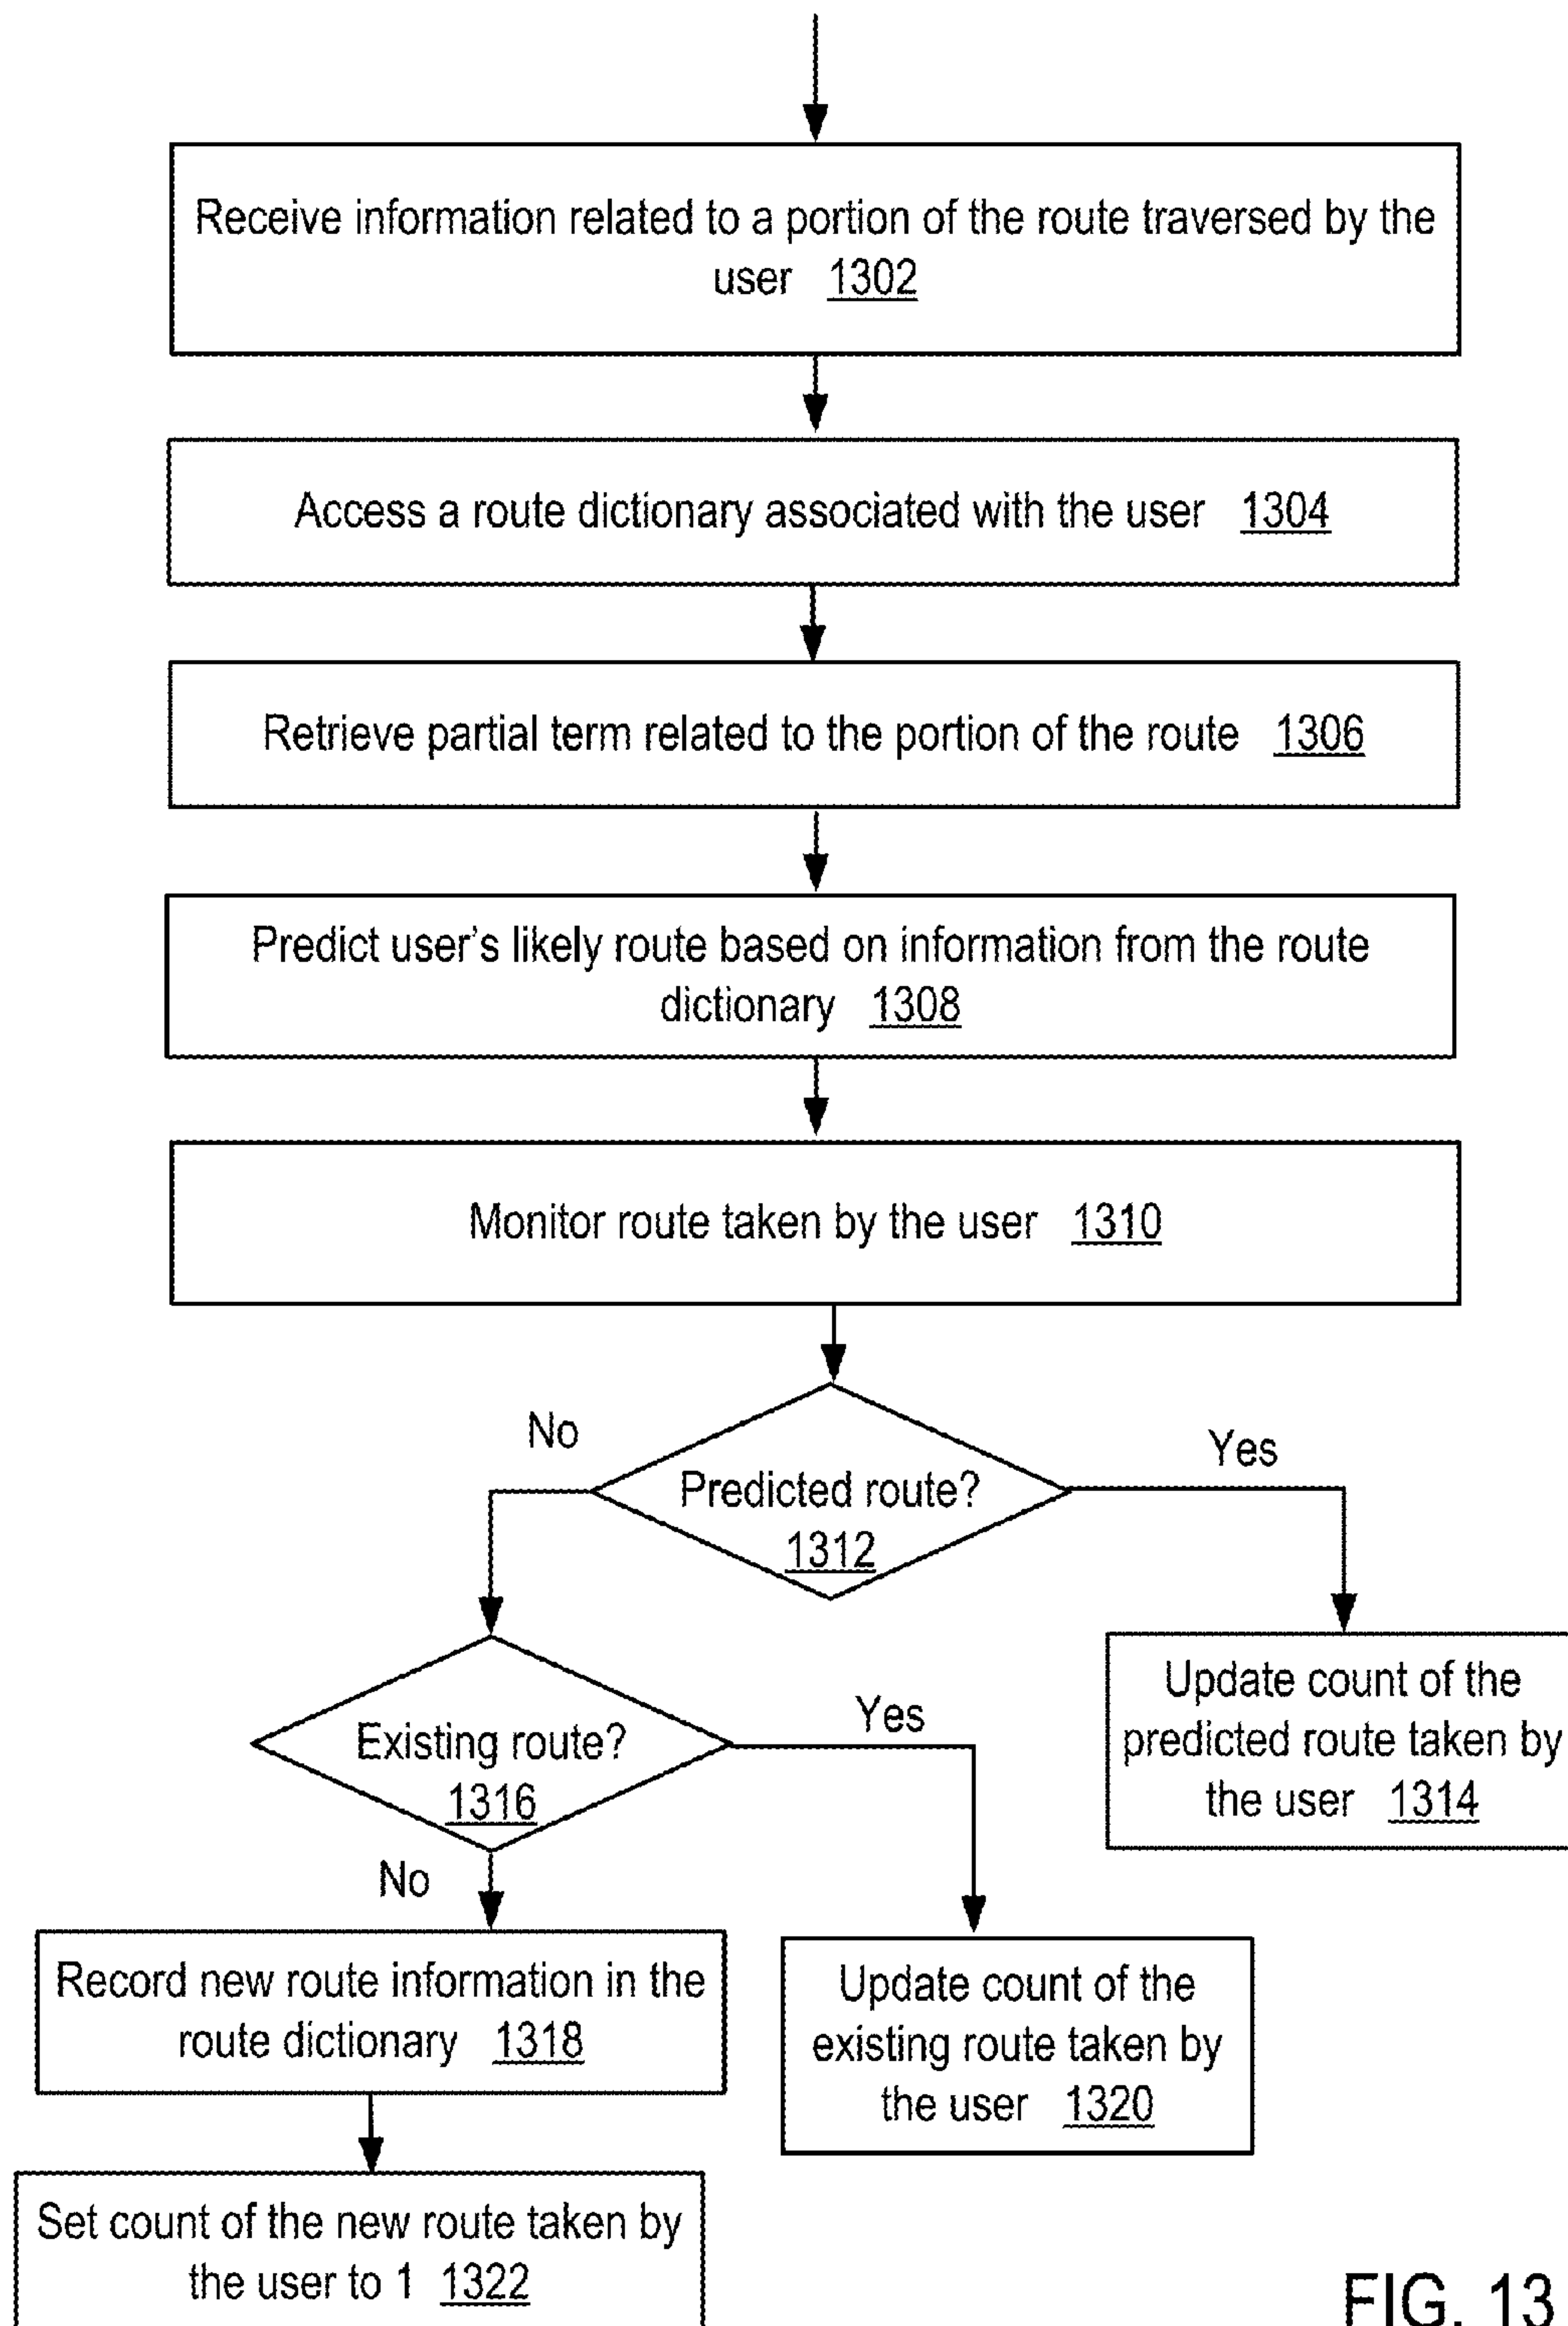 Receive information related to a portion of the route traversed by the
user 1302
Access a route dictionary associated with the user 1304
Retrieve partial term related to the portion of the route 1306
Predict user's likely route based on information from the route
dictionary 1308
Monitor route taken by the user 1310
No
Yes
Predicted route?
1312
Update count of the
predicted route taken by
the user 1314
Yes
Existing route?
1316
No
Record new route information in the
route dictionary 1318
Update count of the
existing route taken by
the user 1320
Set count of the new route taken by
the user to 1 1322
FIG. 13